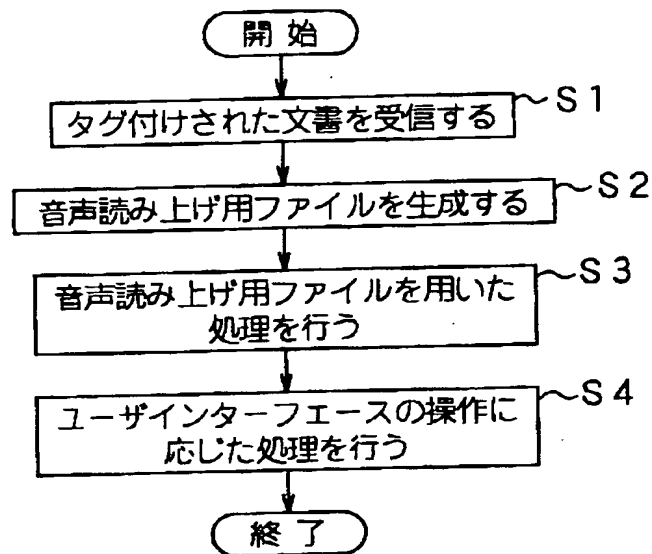 開始
タグ付けされた文書を受信する
S1
音声読み上げ用ファイルを生成する
S2
音声読み上げ用ファイルを用いた
処理を行う
S3
ユーザインターフェースの操作に
応じた処理を行う
S4
終了